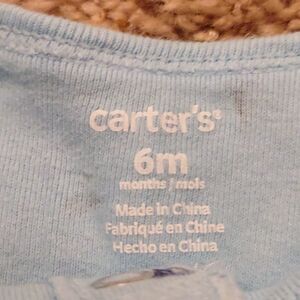 carter's®
6m
months / mois
Made in China
Fabriqué en Chine
Hecho en China